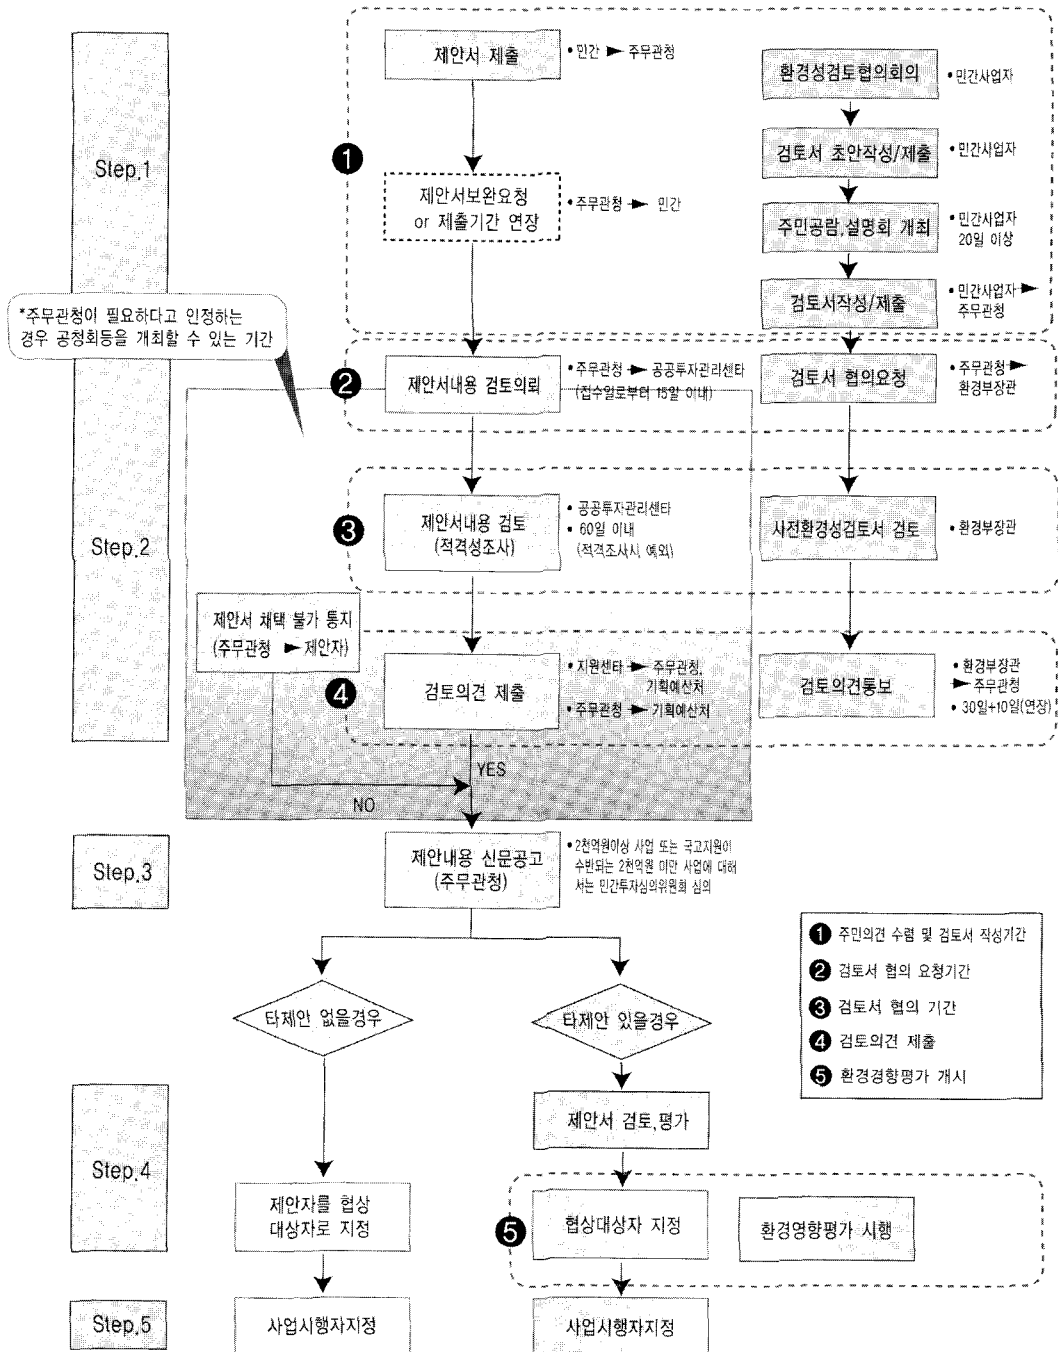 Step.1
제안서 제출
• 민간 ► 주무관청
환경성검토협의회의
• 민간사업자
검토서 초안작성/제출
• 민간사업자
❶
제안서보완요청
or 제출기간 연장
• 주무관청 ► 민간
주민공람,설명회 개최
• 민간사업자
20일 이상
검토서작성/제출
• 민간사업자 ►
주무관청
*주무관청이 필요하다고 인정하는
경우 공청회등을 개최할 수 있는 기간
Step.2
❷
제안서내용 검토의뢰
• 주무관청 ► 공공투자관리센타
(접수일로부터 15일 이내)
검토서 협의요청
• 주무관청 ►
환경부장관
❸
제안서내용 검토
(적격성조사)
• 공공투자관리센타
• 60일 이내
(적격조사시 예외)
사전환경성검토서 검토
• 환경부장관
제안서 채택 불가 통지
(주무관청 ► 제안자)
❹
검토의견 제출
• 지원센타 ► 주무관청,
기획예산처
• 주무관청 ► 기획예산처
검토의견통보
• 환경부장관
► 주무관청
• 30일+10일(연장)
YES
NO
Step.3
제안내용 신문공고
(주무관청)
• 2천억원이상 사업 또는 국고지원이
수반되는 2천억원 미만 사업에 대해
서는 민간투자심의위원회 심의
❶ 주민의견 수렴 및 검토서 작성기간
❷ 검토서 협의 요청기간
❸ 검토서 협의 기간
❹ 검토의견 제출
❺ 환경경향평가 개시
타제안 없을경우
타제안 있을경우
Step.4
제안서 검토,평가
제안자를 협상
대상자로 지정
❺
협상대상자 지정
환경영향평가 시행
Step.5
사업시행자지정
사업시행자지정